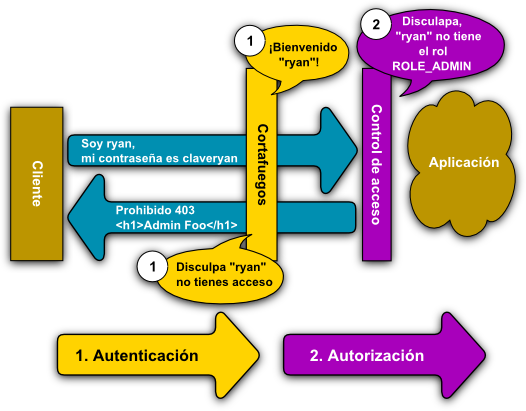 1
¡Bienvenido
"ryan"!
2
Disculpa,
"ryan" no tiene
el rol
ROLE_ADMIN
Cliente
Soy ryan,
mi contraseña es claveryan
Cortafuegos
Control de acceso
Aplicación
Prohibido 403
<h1>Admin Foo</h1>
1
Disculpa "ryan"
no tienes acceso
1. Autenticación
2. Autorización